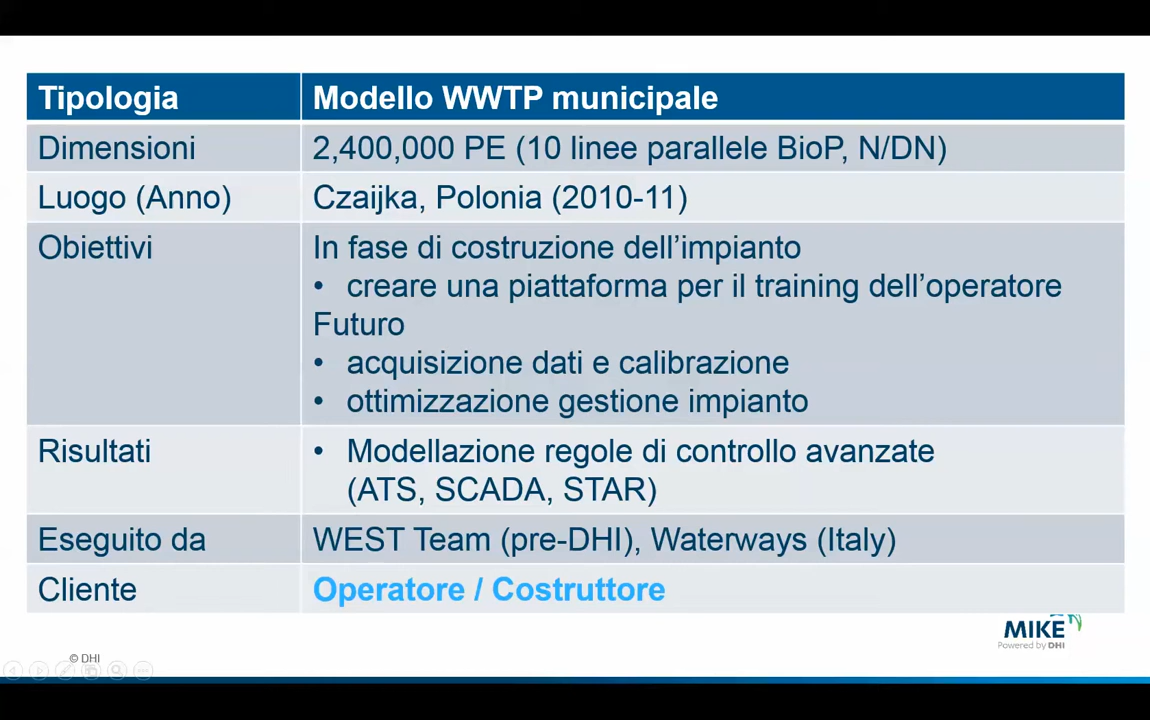 Tipologia
Modello WWTP municipale
Dimensioni
2,400,000 PE (10 linee parallele BioP, N/DN)
Luogo (Anno)
Czaijka, Polonia (2010-11)
Obiettivi
In fase di costruzione dell’impianto
• creare una piattaforma per il training dell’operatore
Futuro
• acquisizione dati e calibrazione
• ottimizzazione gestione impianto
Risultati
• Modellazione regole di controllo avanzate
(ATS, SCADA, STAR)
Eseguito da
WEST Team (pre-DHI), Waterways (Italy)
Cliente
Operatore / Costruttore
MIKE
Powered by DHI
© DHI